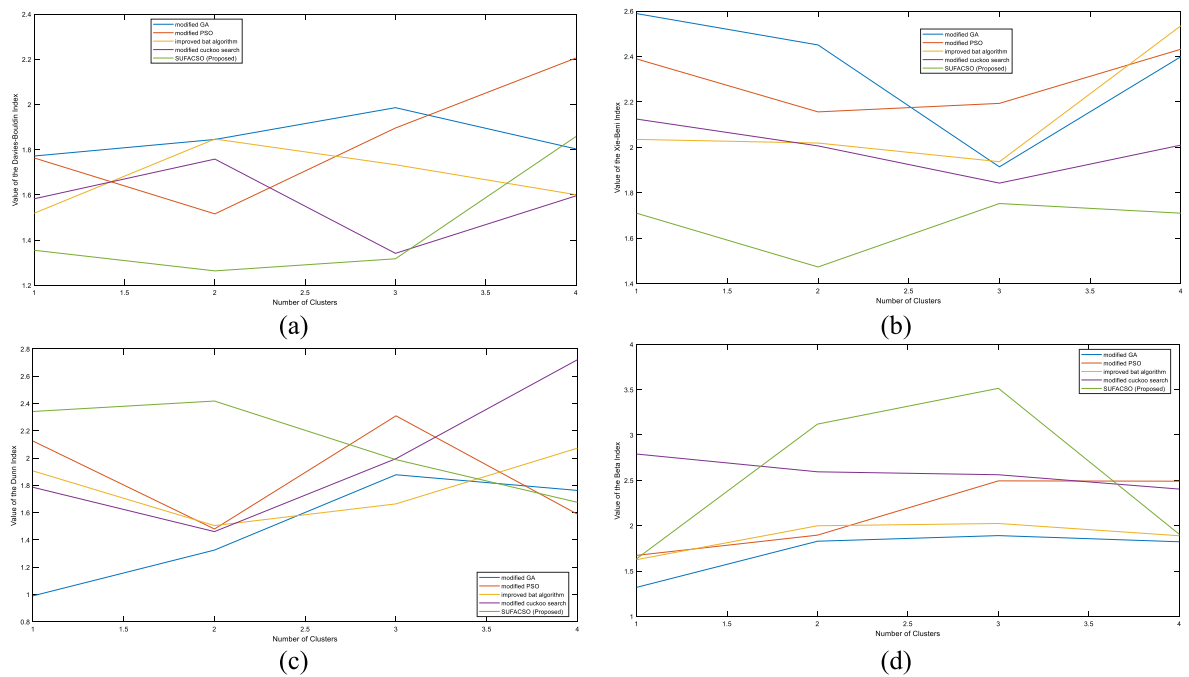 2.4
2.2
2
1.8
1.6
1.4
1.2
Value of the Davies-Bouldin Index
modified GA
modified PSO
improved bat algorithm
modified cuckoo search
SUFACSO (Proposed)
1
1.5
2
2.5
3
3.5
4
Number of Clusters
(a)
2.6
2.4
2.2
2
1.8
1.6
1.4
Value of the Xie-Beni Index
modified GA
modified PSO
improved bat algorithm
modified cuckoo search
SUFACSO (Proposed)
1
1.5
2
2.5
3
3.5
4
Number of Clusters
(b)
2.8
2.6
2.4
2.2
2
1.8
1.6
1.4
1.2
1
0.8
Value of the Dunn Index
modified GA
modified PSO
improved bat algorithm
modified cuckoo search
SUFACSO (Proposed)
1
1.5
2
2.5
3
3.5
4
Number of Clusters
(c)
4
3.5
3
2.5
2
1.5
1
Value of the Beta Index
modified GA
modified PSO
improved bat algorithm
modified cuckoo search
SUFACSO (Proposed)
1
1.5
2
2.5
3
3.5
4
Number of Clusters
(d)